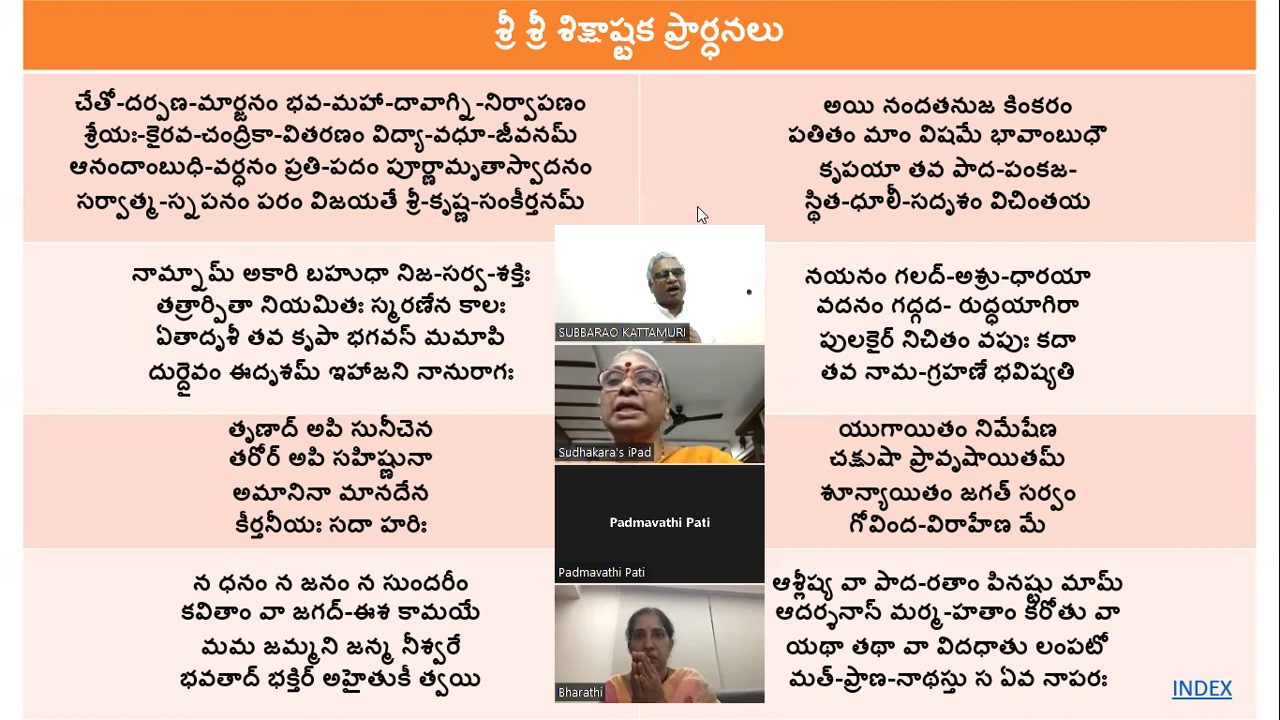 శ్రీ శ్రీ శిక్షాష్టక ప్రార్ధనలు
చేతో-దర్పణ-మార్జనం భవ-మహా-దావాగ్ని-నిర్వాపణం
శ్రేయః-కైరవ-చంద్రికా-వితరణం విద్యా-వధూ-జీవనమ్
ఆనందాంబుధి-వర్ధనం ప్రతి-పదం పూర్ణామృతాస్వాదనం
సర్వాత్మ-స్నపనం పరం విజయతే శ్రీ-కృష్ణ-సంకీర్తనమ్
అయి నందతనుజ కింకరం
పతితం మాం విషమే భావాంబుధౌ
కృపయా తవ పాద-పంకజ-
స్థిత-ధూలీ-సదృశం విచింతయ
నామ్నామ్ అకారి బహుధా నిజ-సర్వ-శక్తిః
తత్రార్పితా నియమితః స్మరణేన కాలః
ఏతాదృశీ తవ కృపా భగవన్ మమాపి
దుర్దైవం ఈదృశమ్ ఇహాజని నానురాగః
నయనం గలద్-అశ్రు-ధారయా
వదనం గద్గద- రుద్ధయాగిరా
పులకైర్ నిచితం వపుః కదా
తవ నామ-గ్రహణే భవిష్యతి
తృణాద్ అపి సునీచెన
తరోర్ అపి సహిష్ణునా
అమానినా మానదేన
కీర్తనీయః సదా హరిః
యుగాయితం నిమేషేణ
చక్షుషా ప్రావృషాయితమ్
శూన్యాయితం జగత్ సర్వం
గోవింద-విరాహేణ మే
న ధనం న జనం న సుందరీం
కవితాం వా జగద్-ఈశ కామయే
మమ జమ్మని జన్మ నీశ్వరే
భవతాద్ భక్తిర్ అహైతుకీ త్వయి
ఆశ్లీష్య వా పాద-రతాం పినష్టు మామ్
ఆదర్శనాన్ మర్మ-హతాం కరోతు వా
యథా తథా వా విదధాతు లంపటో
మత్-ప్రాణ-నాథస్తు స ఏవ నాపరః
SUBBARAO KATTAMURI
Sudhakara's iPad
Padmavathi Pati
Padmavathi Pati
Bharathi
INDEX